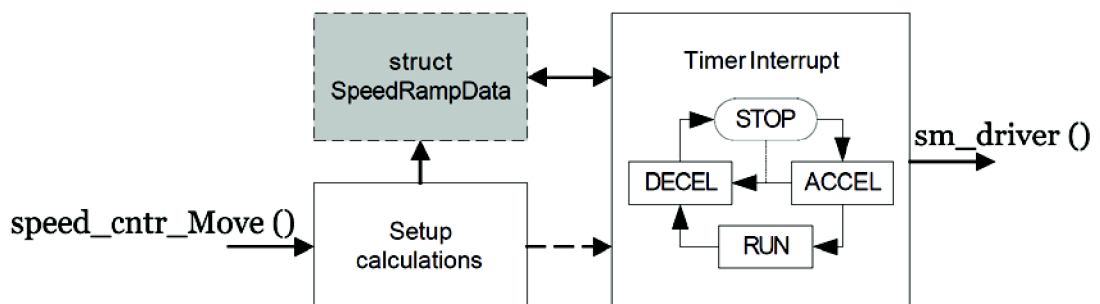 struct
SpeedRampData
Timer Interrupt
STOP
sm_driver ()
DECEL
ACCEL
speed_cntr_Move ()
Setup
calculations
RUN